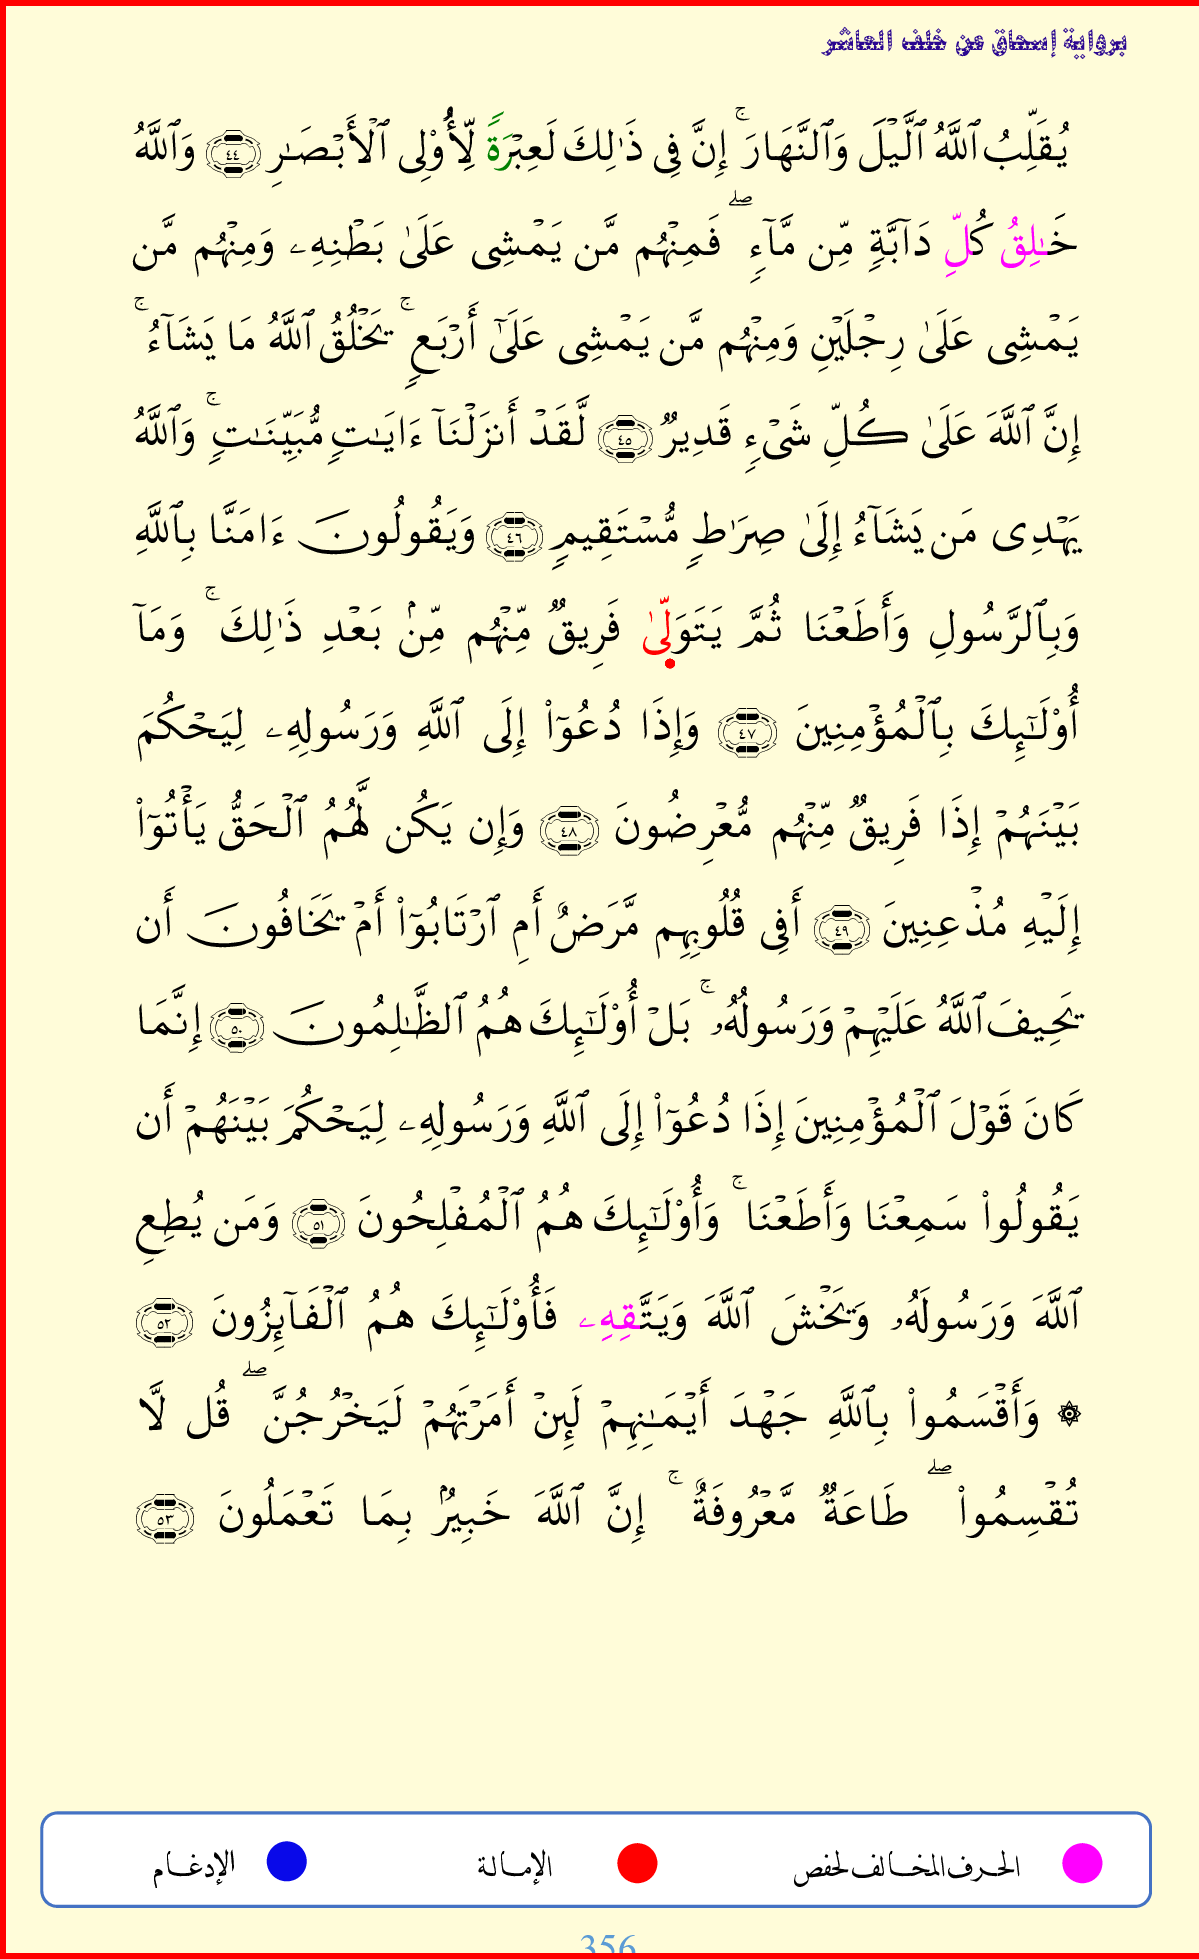 برواية إسحاق عن خلف العاشر
يُقَلِّبُ ٱللَّهُ ٱلَّيۡلَ وَٱلنَّهَارَۚ إِنَّ فِى ذَٰلِكَ لَعِبۡرَةٗ لِّأُوْلِى ٱلۡأَبۡصَٰرِ ٤٤ وَٱللَّهُ
خَٰلِقُ كُلِّ دَآبَّةٖ مِّن مَّآءٖۖ فَمِنۡهُم مَّن يَمۡشِى عَلَىٰ بَطۡنِهِۦ وَمِنۡهُم مَّن
يَمۡشِى عَلَىٰ رِجۡلَيۡنِ وَمِنۡهُم مَّن يَمۡشِى عَلَىٰٓ أَرۡبَعٖۚ يَخۡلُقُ ٱللَّهُ مَا يَشَآءُۚ
إِنَّ ٱللَّهَ عَلَىٰ كُلِّ شَىۡءٖ قَدِيرٞ ٤٥ لَّقَدۡ أَنزَلۡنَآ ءَايَٰتٖ مُّبَيِّنَٰتٖۚ وَٱللَّهُ
يَهۡدِى مَن يَشَآءُ إِلَىٰ صِرَٰطٖ مُّسۡتَقِيمٖ ٤٦ وَيَقُولُونَ ءَامَنَّا بِٱللَّهِ
وَبِٱلرَّسُولِ وَأَطَعۡنَا ثُمَّ يَتَوَلِّىٰ فَرِيقٞ مِّنۡهُم مِّنۢ بَعۡدِ ذَٰلِكَۚ وَمَآ
أُوْلَٰٓئِكَ بِٱلۡمُؤۡمِنِينَ ٤٧ وَإِذَا دُعُوٓاْ إِلَى ٱللَّهِ وَرَسُولِهِۦ لِيَحۡكُمَ
بَيۡنَهُمۡ إِذَا فَرِيقٞ مِّنۡهُم مُّعۡرِضُونَ ٤٨ وَإِن يَكُن لَّهُمُ ٱلۡحَقُّ يَأۡتُوٓاْ
إِلَيۡهِ مُذۡعِنِينَ ٤٩ أَفِى قُلُوبِهِم مَّرَضٌ أَمِ ٱرۡتَابُوٓاْ أَمۡ يَخَافُونَ أَن
يَحِيفَ ٱللَّهُ عَلَيۡهِمۡ وَرَسُولُهُۥۚ بَلۡ أُوْلَٰٓئِكَ هُمُ ٱلظَّٰلِمُونَ ٥٠ إِنَّمَا
كَانَ قَوۡلَ ٱلۡمُؤۡمِنِينَ إِذَا دُعُوٓاْ إِلَى ٱللَّهِ وَرَسُولِهِۦ لِيَحۡكُمَ بَيۡنَهُمۡ أَن
يَقُولُواْ سَمِعۡنَا وَأَطَعۡنَاۚ وَأُوْلَٰٓئِكَ هُمُ ٱلۡمُفۡلِحُونَ ٥١ وَمَن يُطِعِ
ٱللَّهَ وَرَسُولَهُۥ وَيَخۡشَ ٱللَّهَ وَيَتَّقِهِۦ فَأُوْلَٰٓئِكَ هُمُ ٱلۡفَآئِزُونَ ٥٢
۞ وَأَقۡسَمُواْ بِٱللَّهِ جَهۡدَ أَيۡمَٰنِهِمۡ لَئِنۡ أَمَرۡتَهُمۡ لَيَخۡرُجُنَّۖ قُل لَّا
تُقۡسِمُواْۖ طَاعَةٞ مَّعۡرُوفَةٌۚ إِنَّ ٱللَّهَ خَبِيرُۢ بِمَا تَعۡمَلُونَ ٥٣
الحرف المخالف لحفص الإمالة الإدغام
356